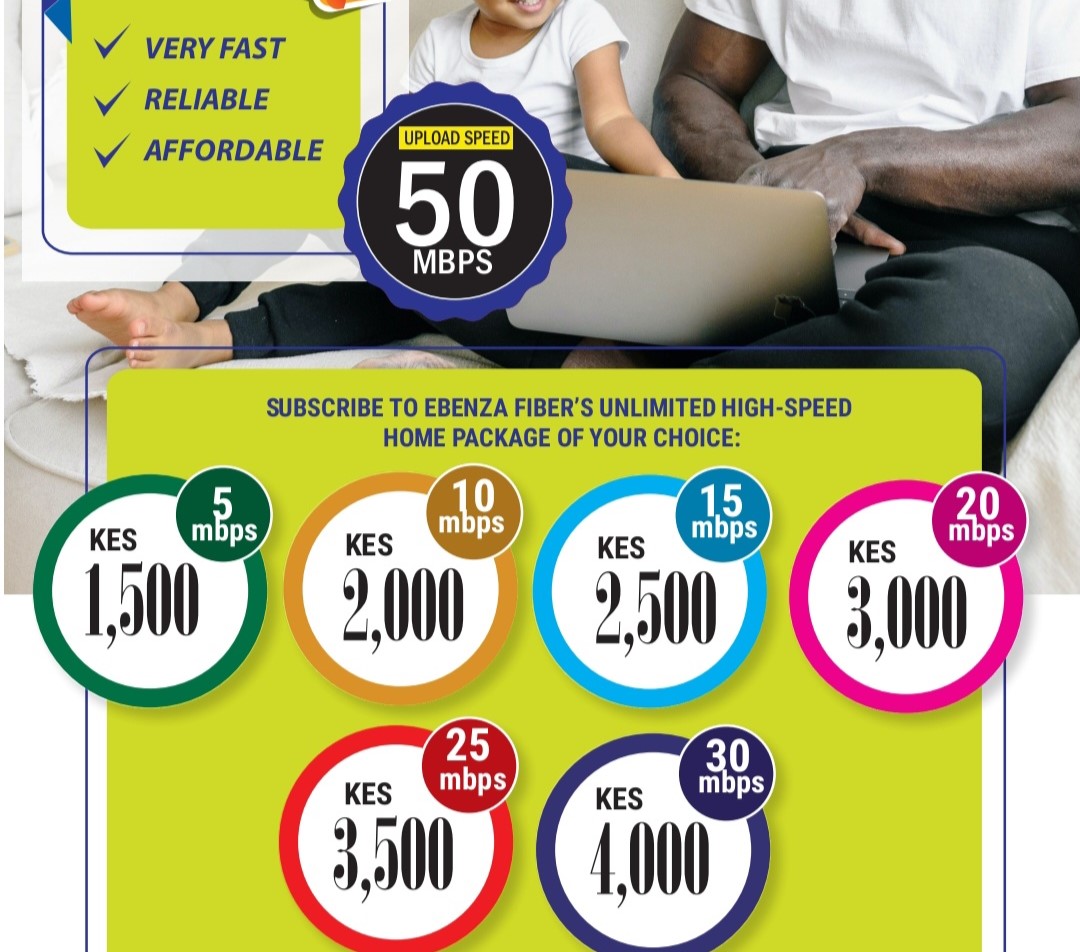 VERY FAST
RELIABLE
AFFORDABLE
UPLOAD SPEED
50
MBPS
SUBSCRIBE TO EBENZA FIBER'S UNLIMITED HIGH-SPEED
HOME PACKAGE OF YOUR CHOICE:
5
mbps
KES
1,500
10
mbps
KES
2,000
15
mbps
KES
2,500
20
mbps
KES
3,000
25
mbps
KES
3,500
30
mbps
KES
4,000